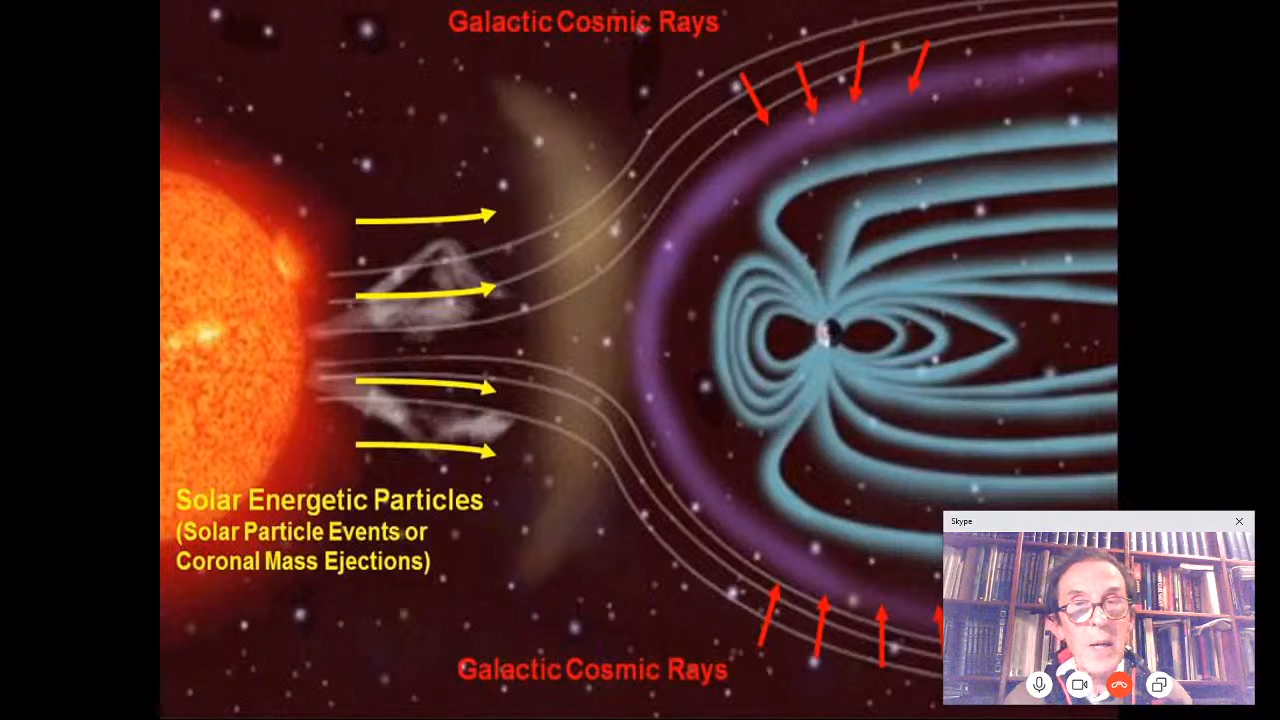 Galactic Cosmic Rays
Solar Energetic Particles
(Solar Particle Events or
Coronal Mass Ejections)
Skype
Galactic Cosmic Rays